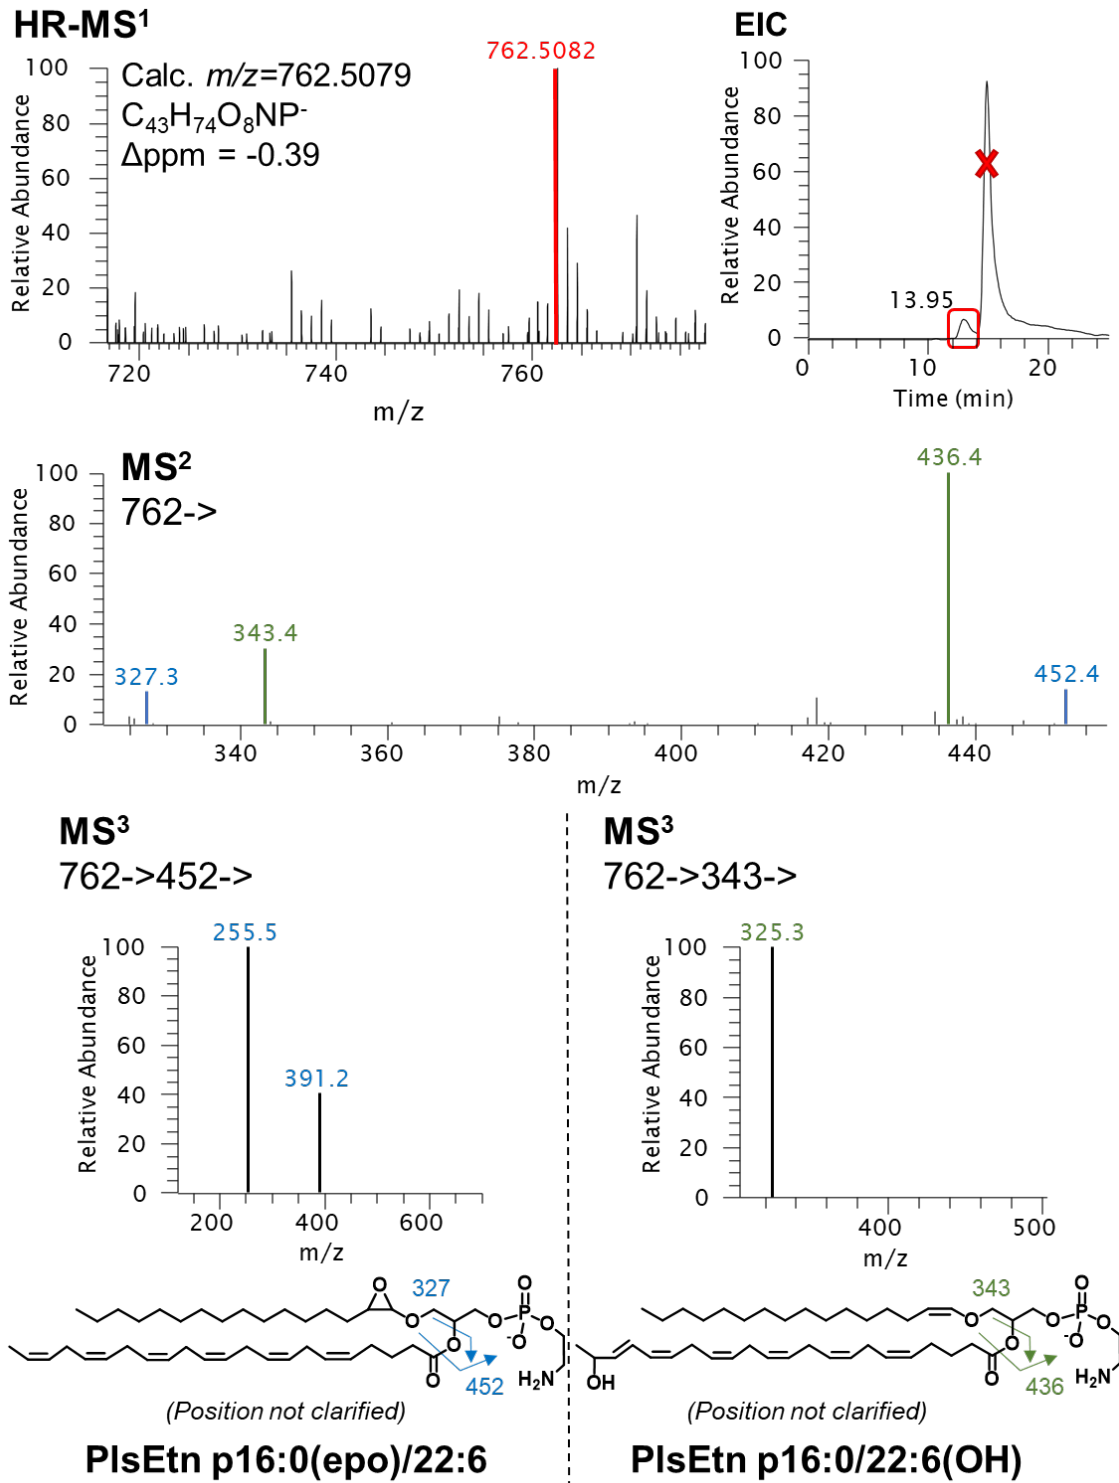 HR-MS¹
762.5082
Calc. m/z=762.5079
C₄₃H₇₄O₈NP⁻
Δppm = -0.39
Relative Abundance
100
80
60
40
20
0
720
740
760
m/z
EIC
Relative Abundance
100
80
60
40
20
0
13.95
0
10
20
Time (min)
MS²
762->
Relative Abundance
100
80
60
40
20
0
327.3
343.4
436.4
452.4
340
360
380
400
420
440
m/z
MS³
762->452->
Relative Abundance
100
80
60
40
20
0
255.5
391.2
200
400
600
m/z
O
327
O
O
P
O
O
O⁻
O
O
452
H₂N
(Position not clarified)
PlsEtn p16:0(epo)/22:6
MS³
762->343->
Relative Abundance
100
80
60
40
20
0
325.3
400
500
m/z
343
O
O
P
O
O
O⁻
O
O
OH
436
H₂N
(Position not clarified)
PlsEtn p16:0/22:6(OH)